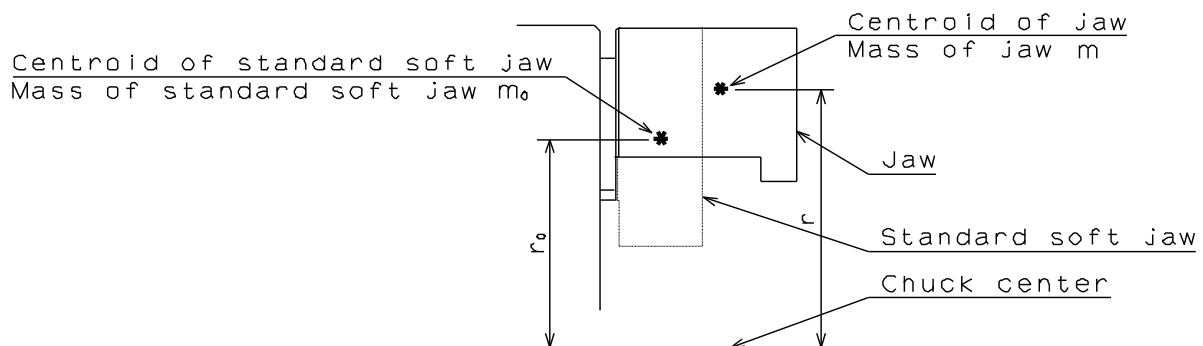 Centroid of jaw
Mass of jaw m
Centroid of standard soft jaw
Mass of standard soft jaw m₀
Jaw
r
r₀
Standard soft jaw
Chuck center